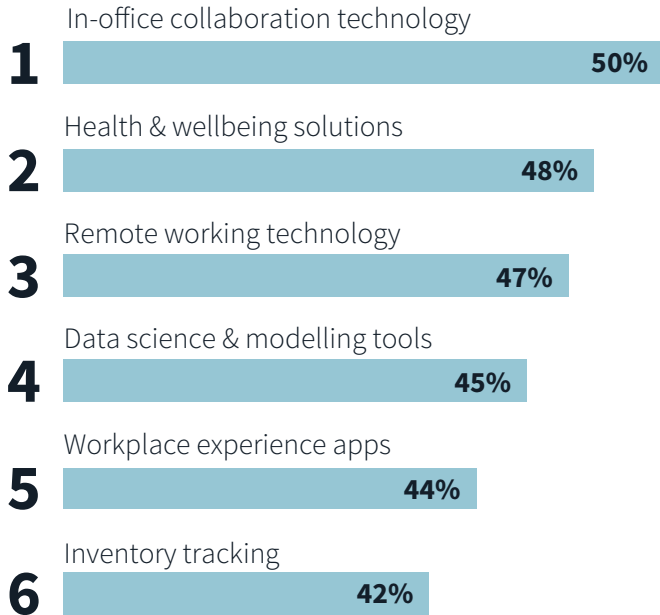 In-office collaboration technology
1 50%
Health & wellbeing solutions
2 48%
Remote working technology
3 47%
Data science & modelling tools
4 45%
Workplace experience apps
5 44%
Inventory tracking
6 42%